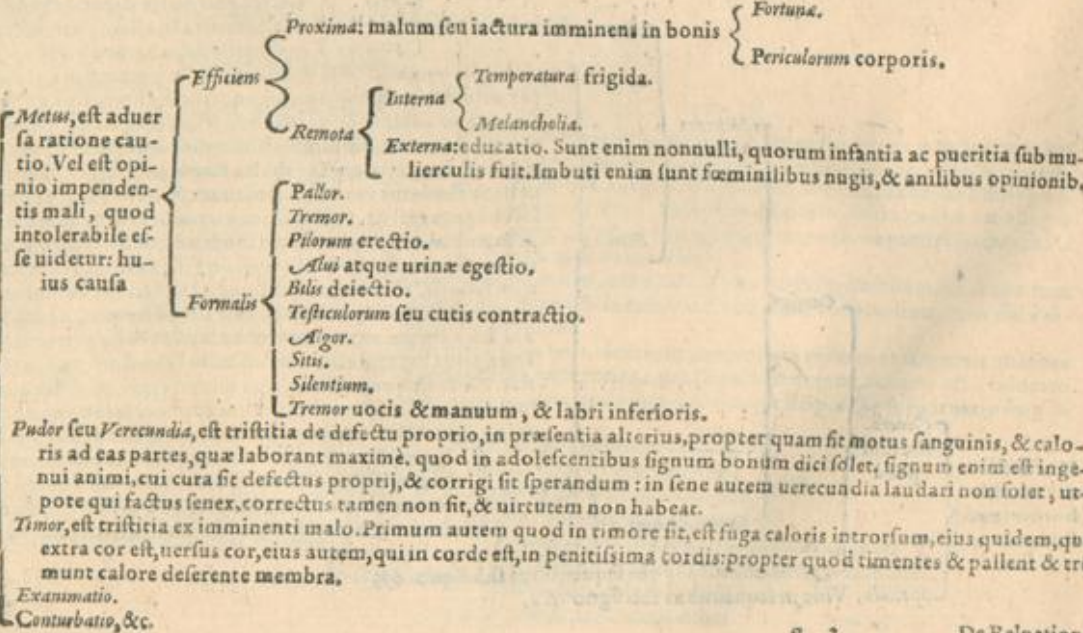 Proxima: malum seu iactura imminens in bonis
Fortunæ.
Periculorum corporis.
Efficiens
Interna
Temperatura frigida.
Melancholia.
Remota
Externa: educatio. Sunt enim nonnulli, quorum infantia ac pueritia sub mu-
lierculis fuit. Imbuti enim sunt fœminilibus nugis, & anilibus opinionib.
Metus, est aduer
sa ratione cau-
tio. Vel est opi-
nio impenden-
tis mali, quod
intolerabile es-
se uidetur: hu-
ius causa
Formalis
Pallor.
Tremor.
Pilorum erectio.
Alui atque urinæ egestio.
Bilis deiectio.
Testiculorum seu cutis contractio.
Algor.
Sitis.
Silentium.
Tremor uocis & manuum, & labri inferioris.
Pudor seu Verecundia, est tristitia de defectu proprio, in præsentia alterius, propter quam fit motus sanguinis, & calo-
ris ad eas partes, quæ laborant maximè. quod in adolescentibus signum bonum dici solet. signum enim est inge-
nui animi, cui cura sit defectus proprij, & corrigi sit sperandum: in sene autem uerecundia laudari non solet, ut-
pote qui factus senex, correctus tamen non sit, & uirtutem non habeat.
Timor, est tristitia ex imminenti malo. Primum autem quod in timore fit, est fuga caloris introrsum, eius quidem, qu
extra cor est, uersus cor, eius autem, qui in corde est, in penitissima cordis: propter quod timentes & pallent & tre
munt calore deserente membra.
Exanimatio.
Conturbatio, &c.